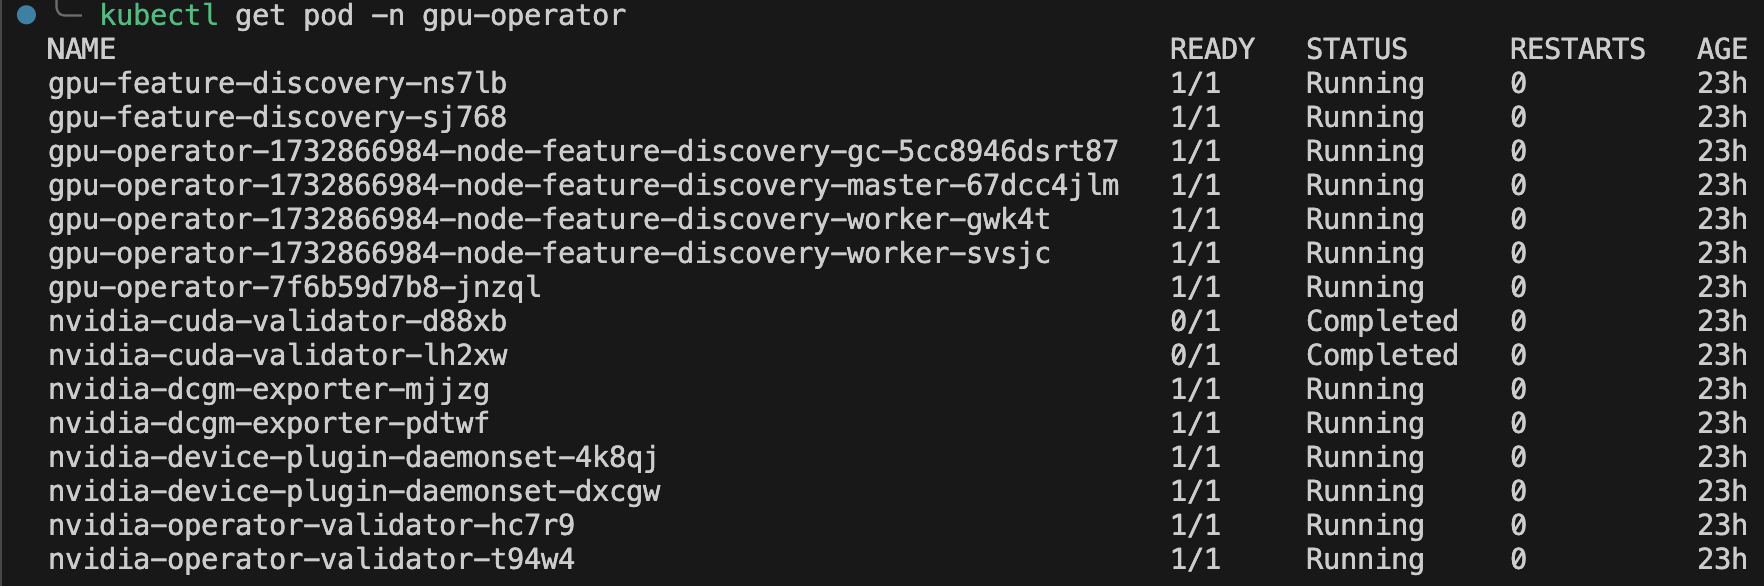 kubectl get pod -n gpu-operator
NAME READY STATUS RESTARTS AGE
gpu-feature-discovery-ns7lb 1/1 Running 0 23h
gpu-feature-discovery-sj768 1/1 Running 0 23h
gpu-operator-1732866984-node-feature-discovery-gc-5cc8946dsrt87 1/1 Running 0 23h
gpu-operator-1732866984-node-feature-discovery-master-67dcc4jlm 1/1 Running 0 23h
gpu-operator-1732866984-node-feature-discovery-worker-gwk4t 1/1 Running 0 23h
gpu-operator-1732866984-node-feature-discovery-worker-svsjc 1/1 Running 0 23h
gpu-operator-7f6b59d7b8-jnzql 1/1 Running 0 23h
nvidia-cuda-validator-d88xb 0/1 Completed 0 23h
nvidia-cuda-validator-lh2xw 0/1 Completed 0 23h
nvidia-dcgm-exporter-mjjzg 1/1 Running 0 23h
nvidia-dcgm-exporter-pdtwf 1/1 Running 0 23h
nvidia-device-plugin-daemonset-4k8qj 1/1 Running 0 23h
nvidia-device-plugin-daemonset-dxcgw 1/1 Running 0 23h
nvidia-operator-validator-hc7r9 1/1 Running 0 23h
nvidia-operator-validator-t94w4 1/1 Running 0 23h